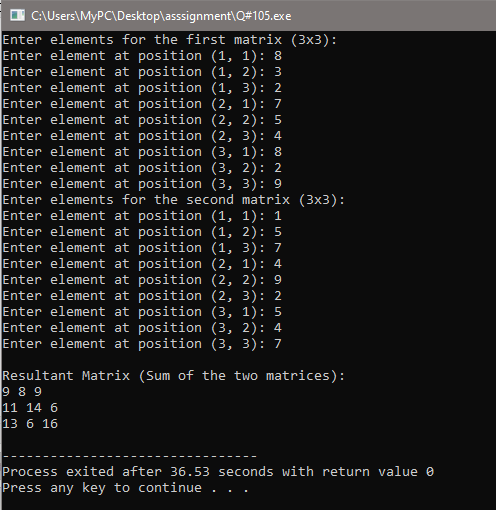 C:\Users\MyPC\Desktop\asssignment\Q#105.exe
Enter elements for the first matrix (3x3):
Enter element at position (1, 1): 8
Enter element at position (1, 2): 3
Enter element at position (1, 3): 2
Enter element at position (2, 1): 7
Enter element at position (2, 2): 5
Enter element at position (2, 3): 4
Enter element at position (3, 1): 8
Enter element at position (3, 2): 2
Enter element at position (3, 3): 9
Enter elements for the second matrix (3x3):
Enter element at position (1, 1): 1
Enter element at position (1, 2): 5
Enter element at position (1, 3): 7
Enter element at position (2, 1): 4
Enter element at position (2, 2): 9
Enter element at position (2, 3): 2
Enter element at position (3, 1): 5
Enter element at position (3, 2): 4
Enter element at position (3, 3): 7
Resultant Matrix (Sum of the two matrices):
9 8 9
11 14 6
13 6 16
--------------------------------
Process exited after 36.53 seconds with return value 0
Press any key to continue . . .